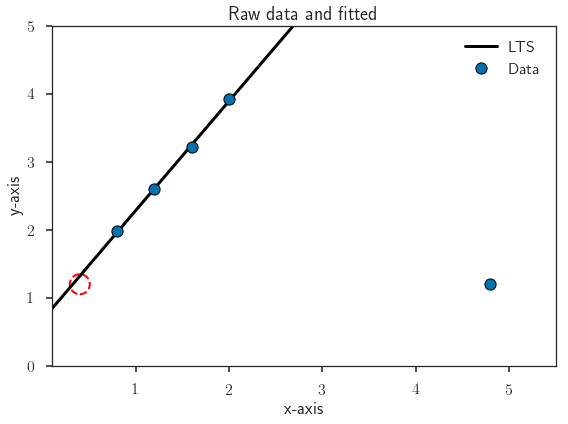 Raw data and fitted
5
LTS
Data
4
3
2
1
0
y-axis
1 2 3 4 5
x-axis